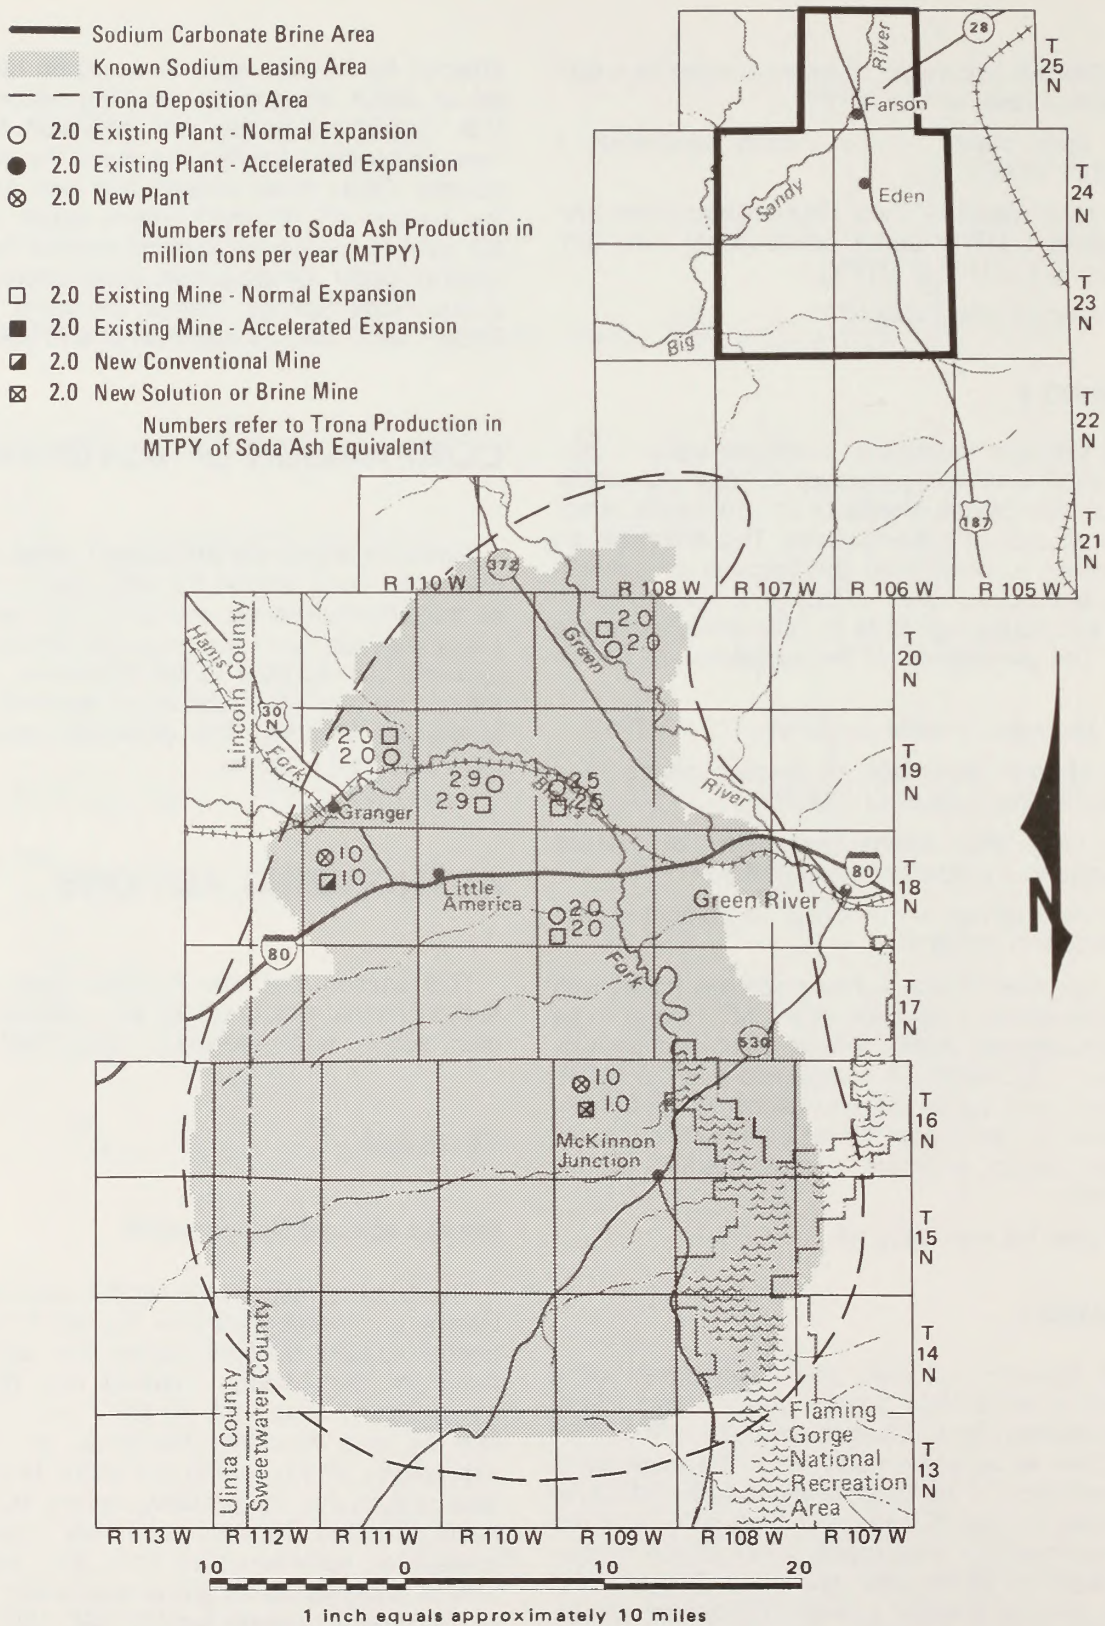 Sodium Carbonate Brine Area
Known Sodium Leasing Area
Trona Deposition Area
2.0 Existing Plant - Normal Expansion
2.0 Existing Plant - Accelerated Expansion
2.0 New Plant
Numbers refer to Soda Ash Production in
million tons per year (MTPY)
2.0 Existing Mine - Normal Expansion
2.0 Existing Mine - Accelerated Expansion
2.0 New Conventional Mine
2.0 New Solution or Brine Mine
Numbers refer to Trona Production in
MTPY of Soda Ash Equivalent
River
28
T
25
N
Farson
Sandy
Eden
T
24
N
Big
T
23
N
T
22
N
187
T
21
N
R 108 W
R 107 W
R 106 W
R 105 W
R 110 W
372
Green
2.0
2.0
T
20
N
Hams
Lincoln County
30
N
Fork
2.0
2.0
2.9
2.9
2.5
2.5
River
T
19
N
Granger
1.0
1.0
Little
America
Green River
80
T
18
N
N
2.0
2.0
80
Fork
T
17
N
530
1.0
1.0
T
16
N
McKinnon
Junction
T
15
N
T
14
N
Uinta County
Sweetwater County
Flaming
Gorge
National
Recreation
Area
T
13
N
R 113 W
R 112 W
R 111 W
R 110 W
R 109 W
R 108 W
R 107 W
10
0
10
20
1 inch equals approximately 10 miles